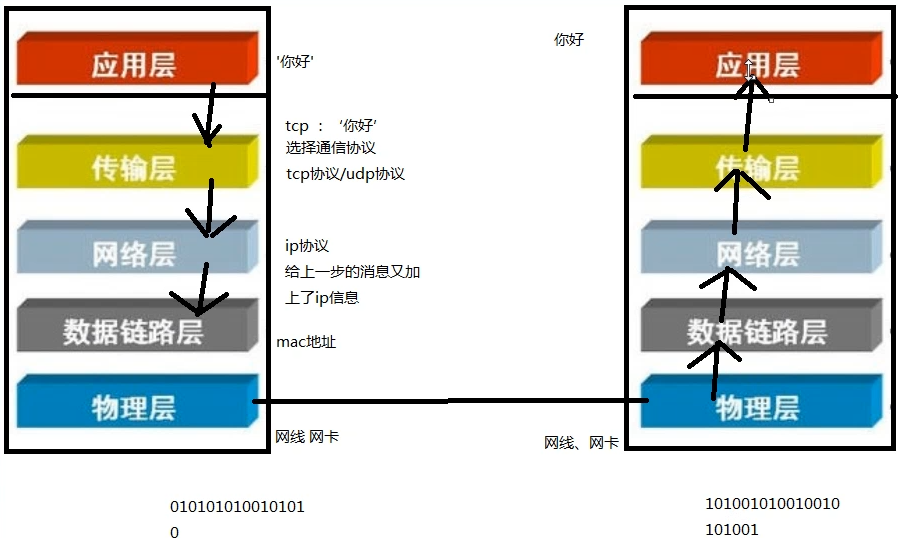 应用层
'你好'
tcp ：‘你好’
选择通信协议
传输层
tcp协议/udp协议
ip协议
网络层
给上一步的消息又加
上了ip信息
数据链路层
mac地址
物理层
网线 网卡
010101010010101
0
你好
应用层
传输层
网络层
数据链路层
物理层
网线、网卡
101001010010010
101001